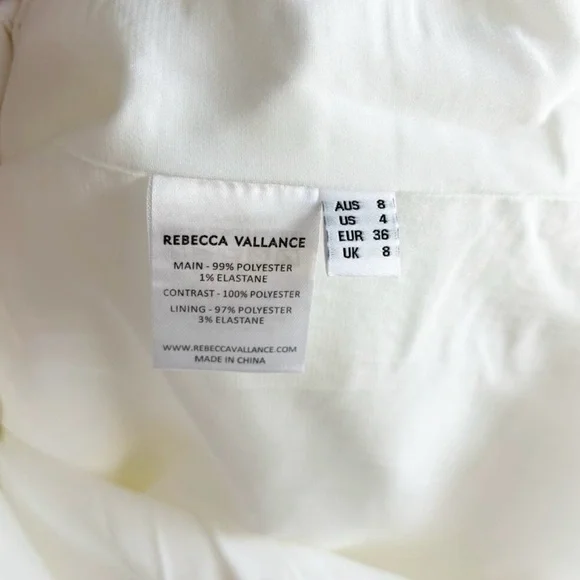 REBECCA VALLANCE
MAIN - 99% POLYESTER
1% ELASTANE
CONTRAST - 100% POLYESTER
LINING - 97% POLYESTER
3% ELASTANE
WWW.REBECCAVALLANCE.COM
MADE IN CHINA
AUS 8
US 4
EUR 36
UK 8